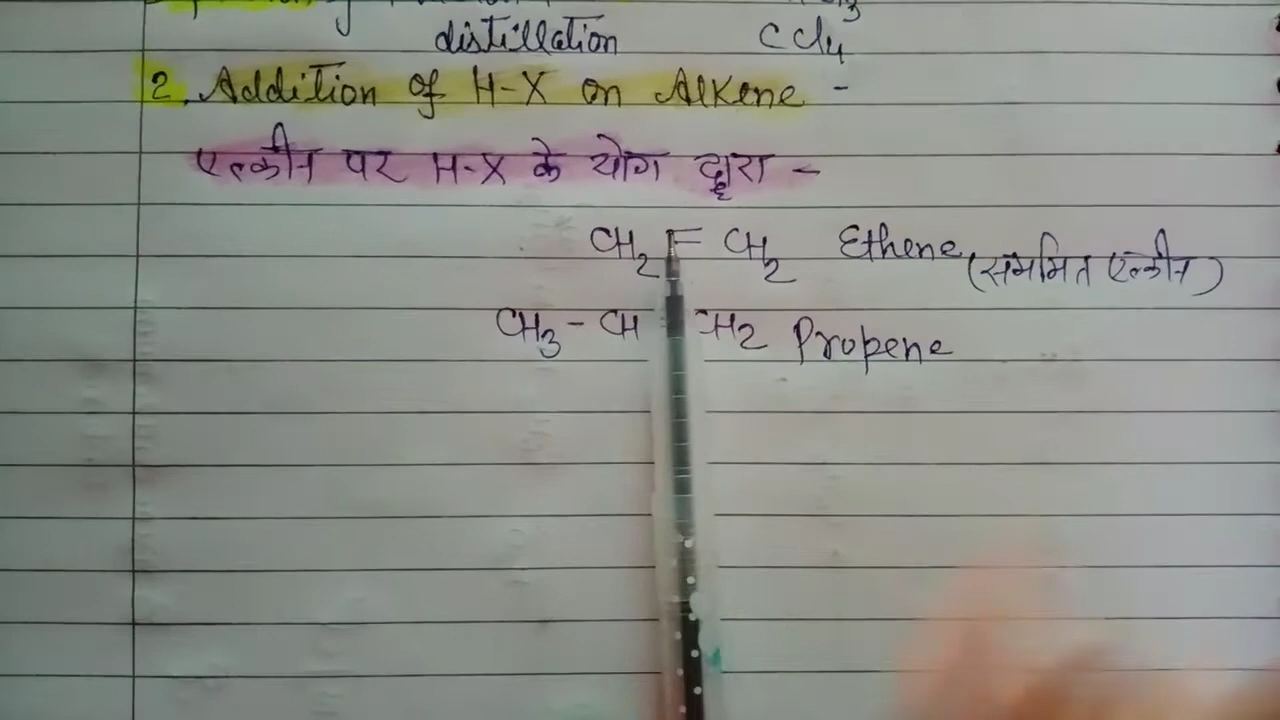 distillation CCl4
2. Addition of H-X on Alkene -
एल्कीन पर H-X के योग द्वारा -
CH2 = CH2 Ethene (सममित एल्कीन)
CH3 - CH CH2 Propene